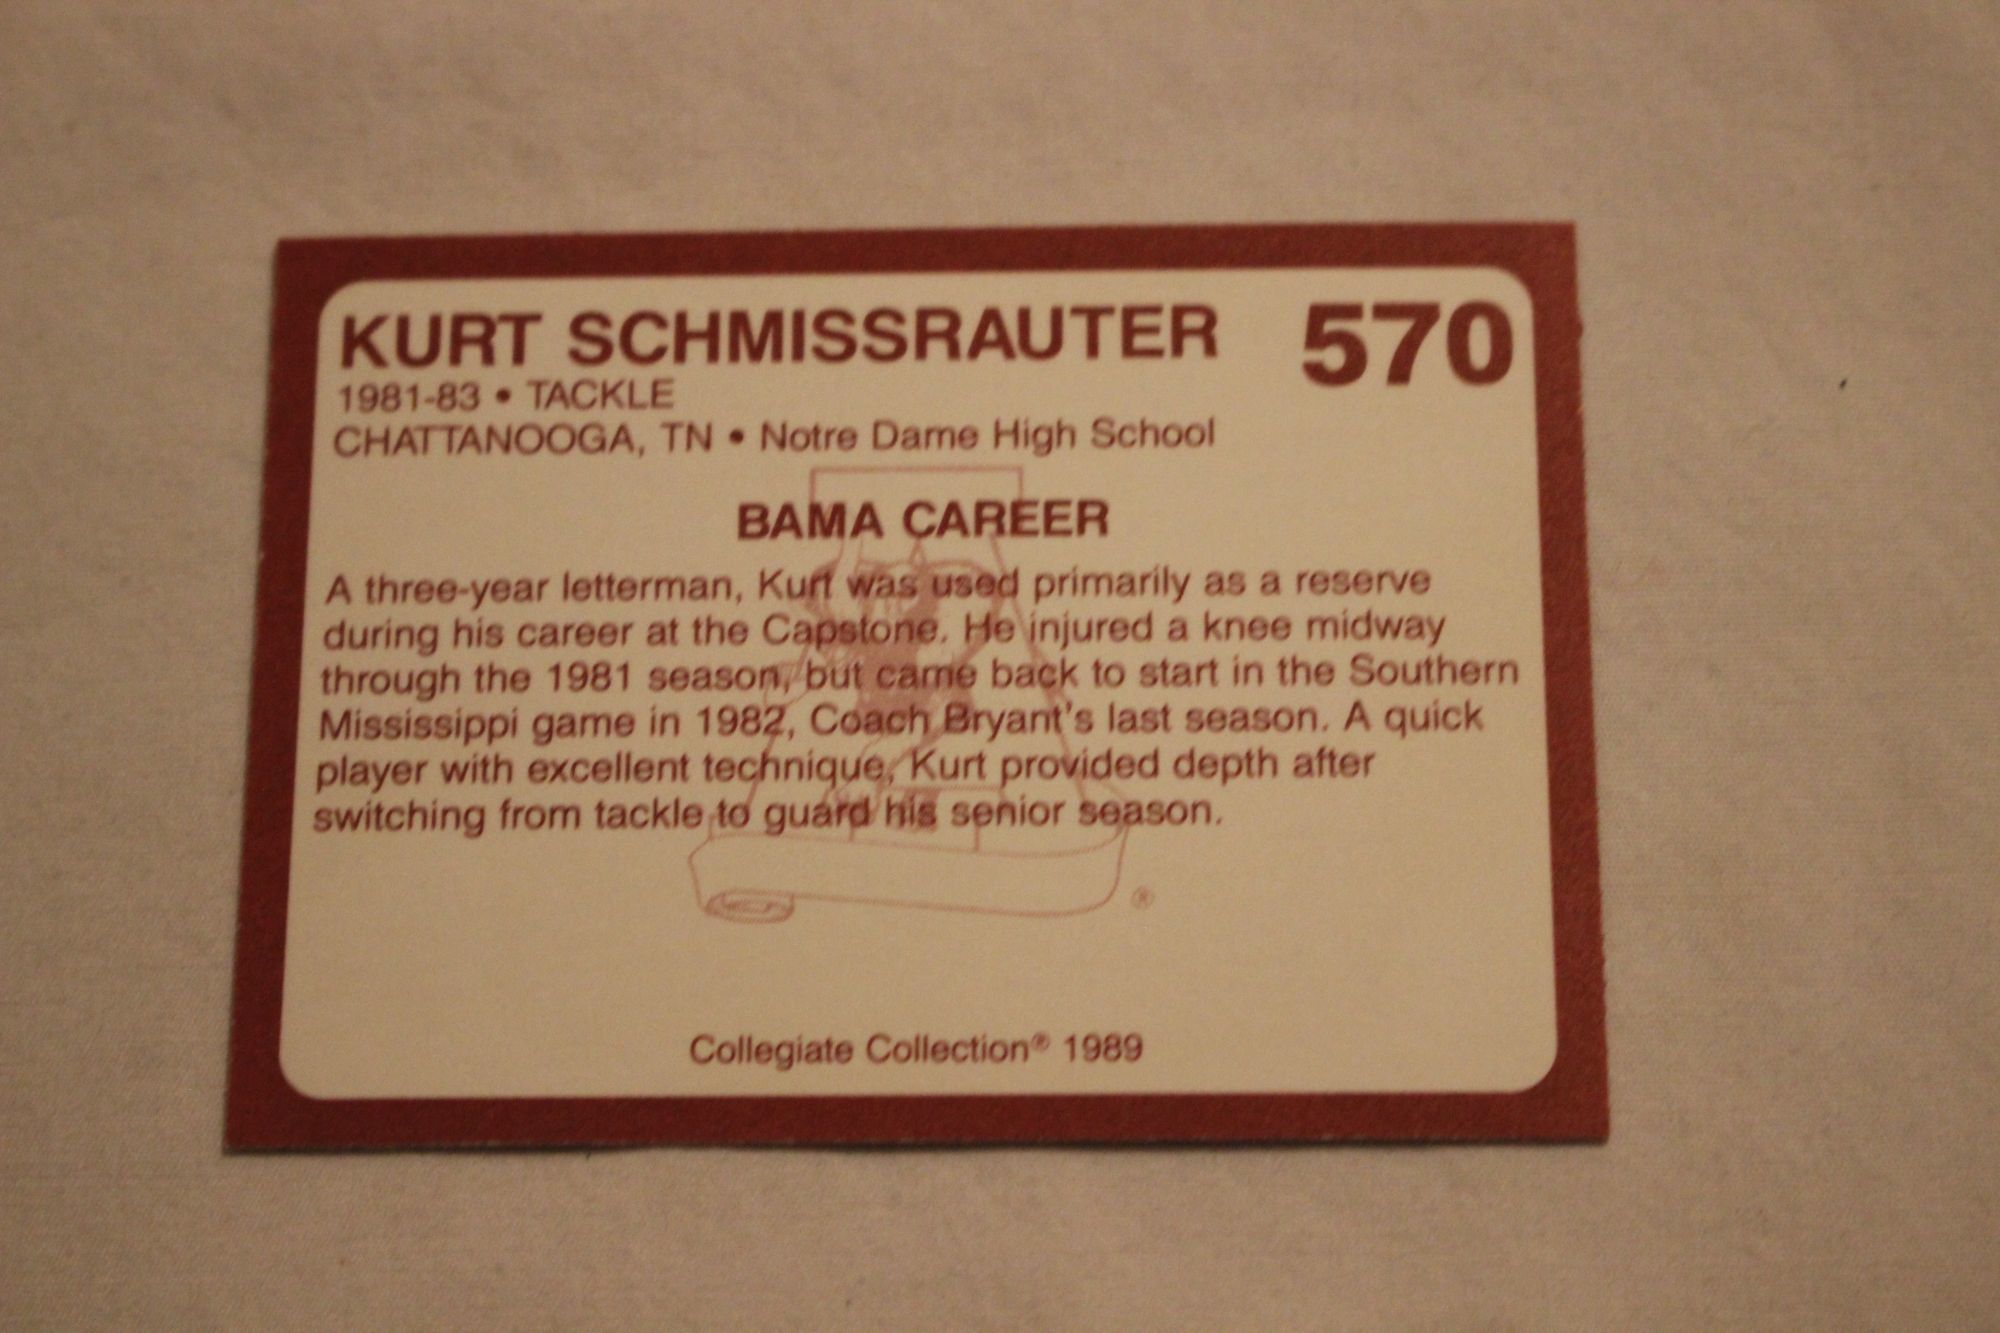 KURT SCHMISSRAUTER 570
1981-83 • TACKLE
CHATTANOOGA, TN • Notre Dame High School
BAMA CAREER
A three-year letterman, Kurt was used primarily as a reserve
during his career at the Capstone. He injured a knee midway
through the 1981 season, but came back to start in the Southern
Mississippi game in 1982, Coach Bryant's last season. A quick
player with excellent technique, Kurt provided depth after
switching from tackle to guard his senior season.
®
Collegiate Collection® 1989